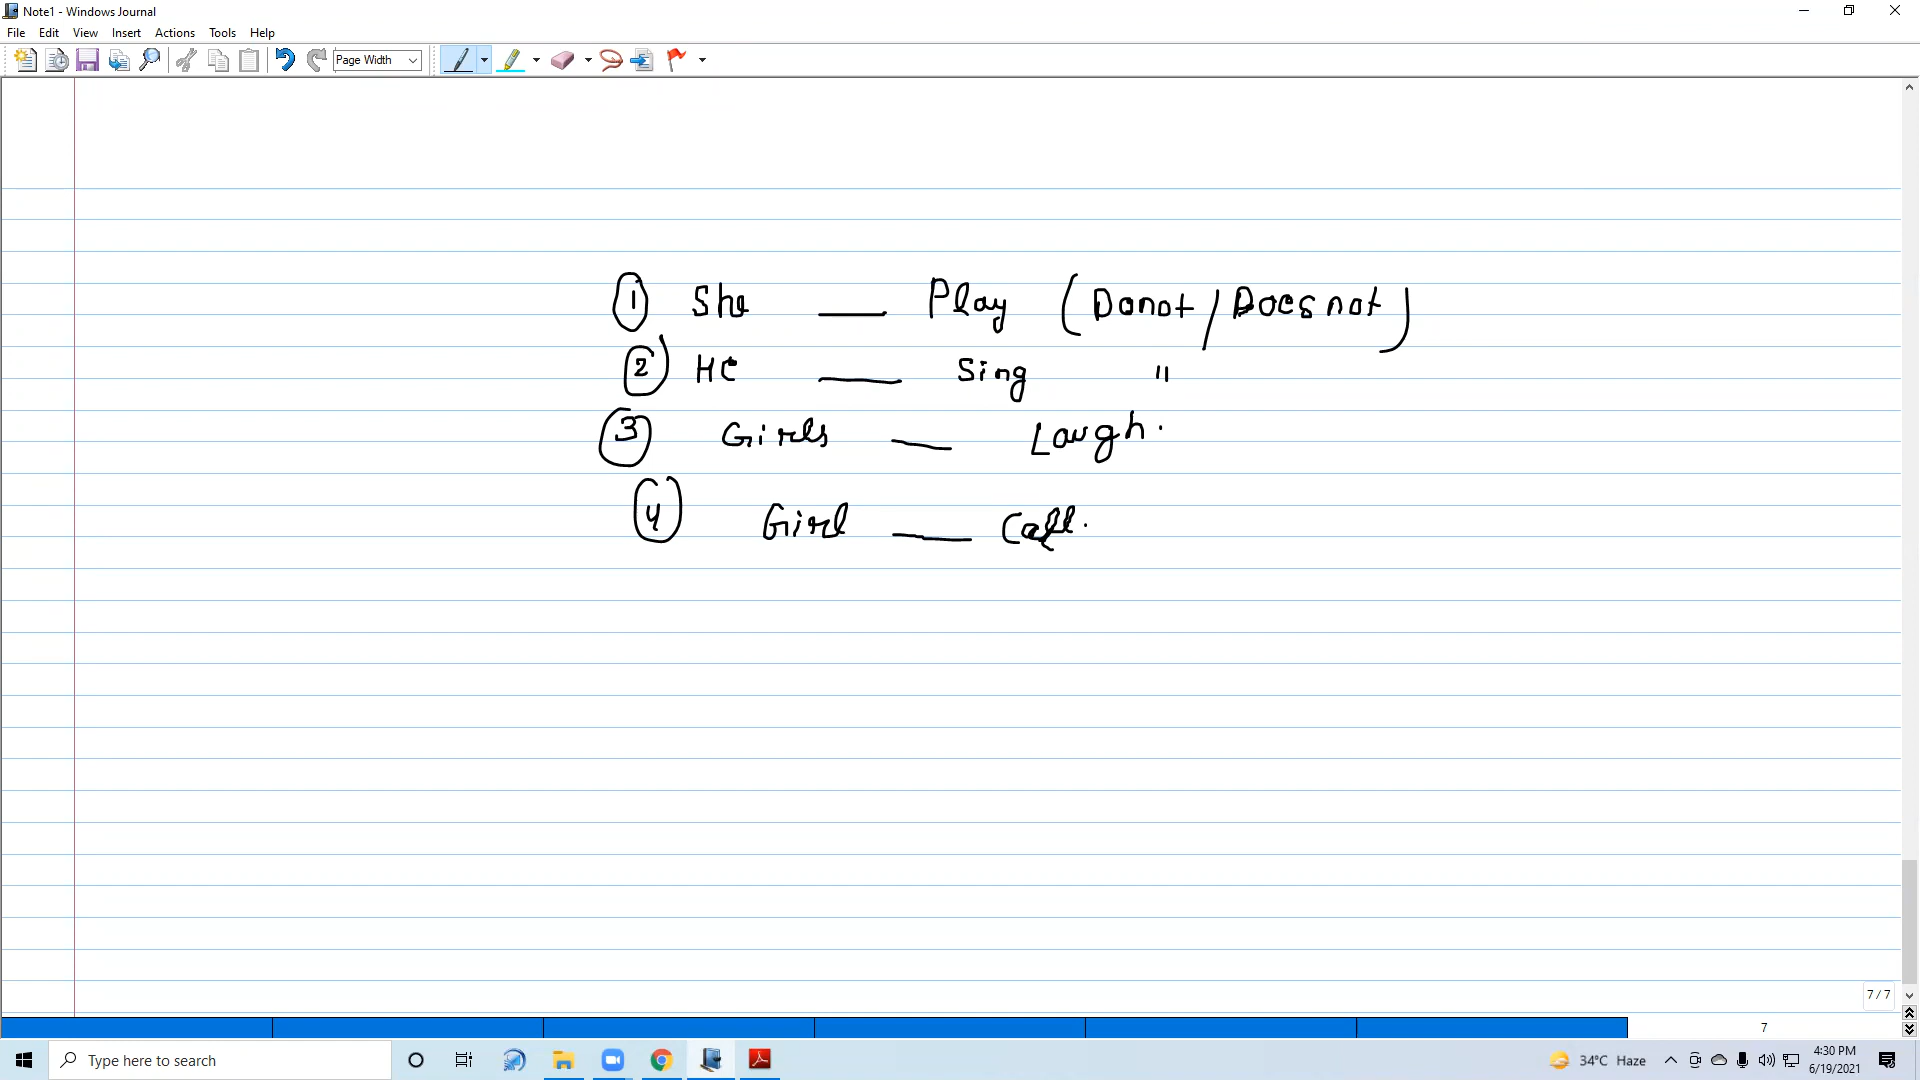 Note1 - Windows Journal
File Edit View Insert Actions Tools Help
Page Width
1 She ___ Play (Donot / Does not)
2 He ___ Sing "
3 Girls ___ Laugh.
4 Girl ___ Call.
7 / 7
7
Type here to search
34°C Haze
4:30 PM
6/19/2021